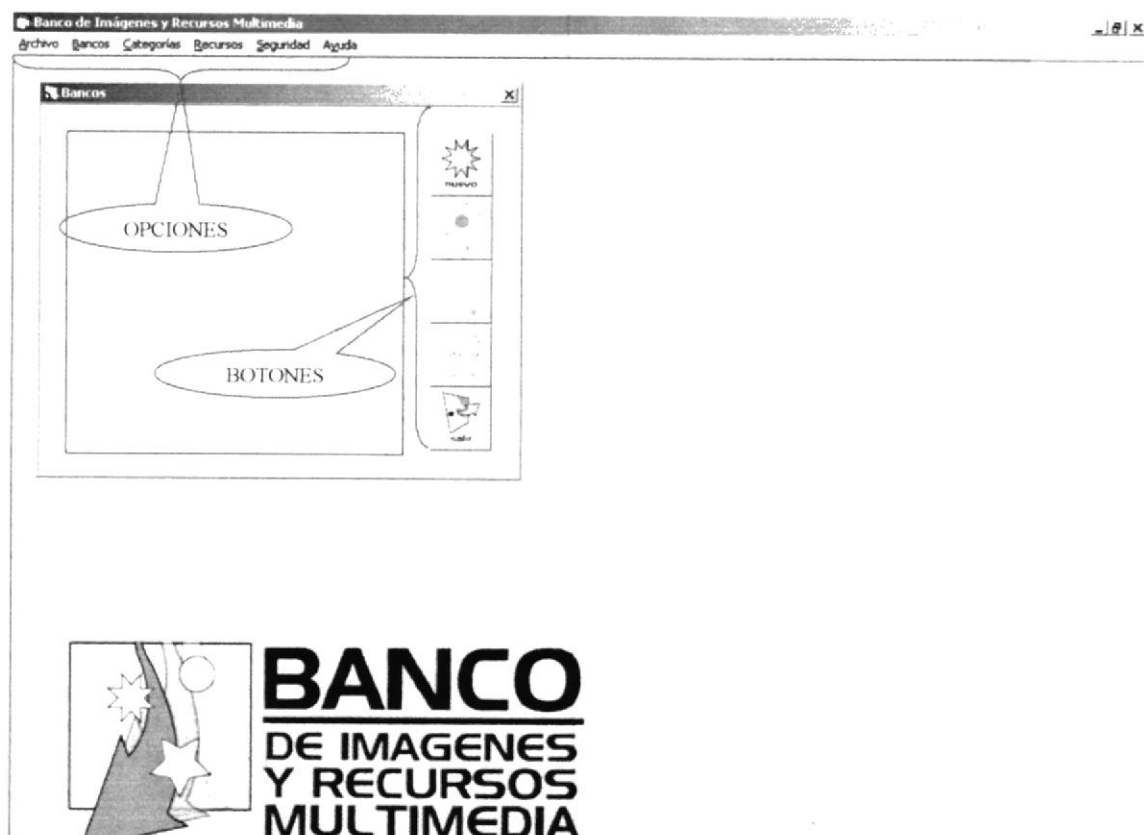 Banco de Imágenes y Recursos Multimedia
Archivo Bancos Categorías Recursos Seguridad Ayuda
Bancos
nuevo
OPCIONES
BOTONES
salir
BANCO
DE IMAGENES
Y RECURSOS
MULTIMEDIA